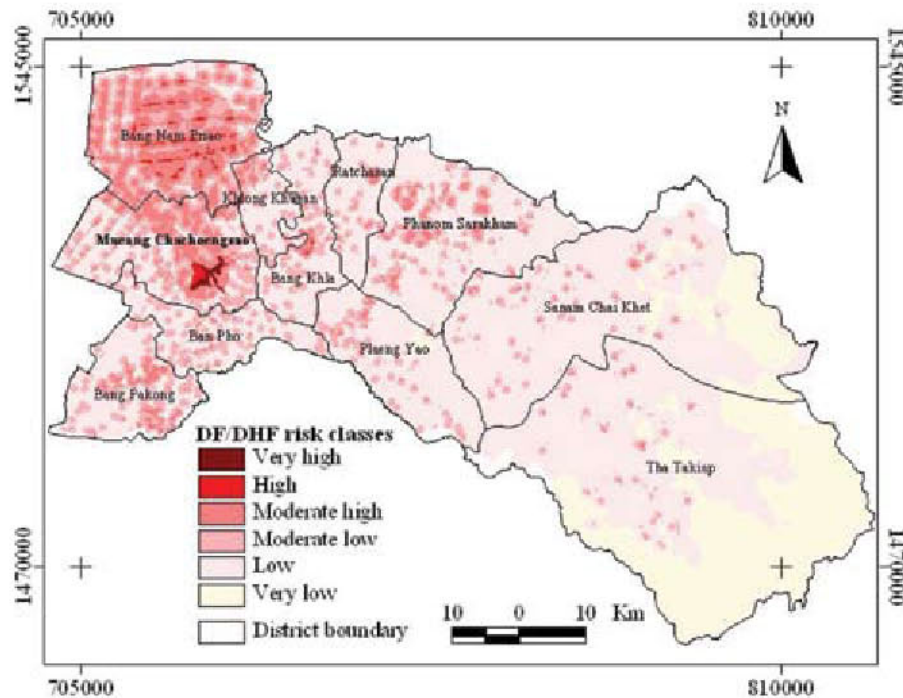 705000 810000
1545000 1545000
N
Bang Nam Priao
Khlong Khuean
Ratchasan
Phanom Sarakham
Mueang Chachoengsao
Bang Khla
Sanam Chai Khet
Ban Pho
Plaeng Yao
Bang Pakong
Tha Takiap
DF/DHF risk classes
Very high
High
Moderate high
Moderate low
Low
Very low
District boundary
10 0 10 Km
1470000 1470000
705000 810000